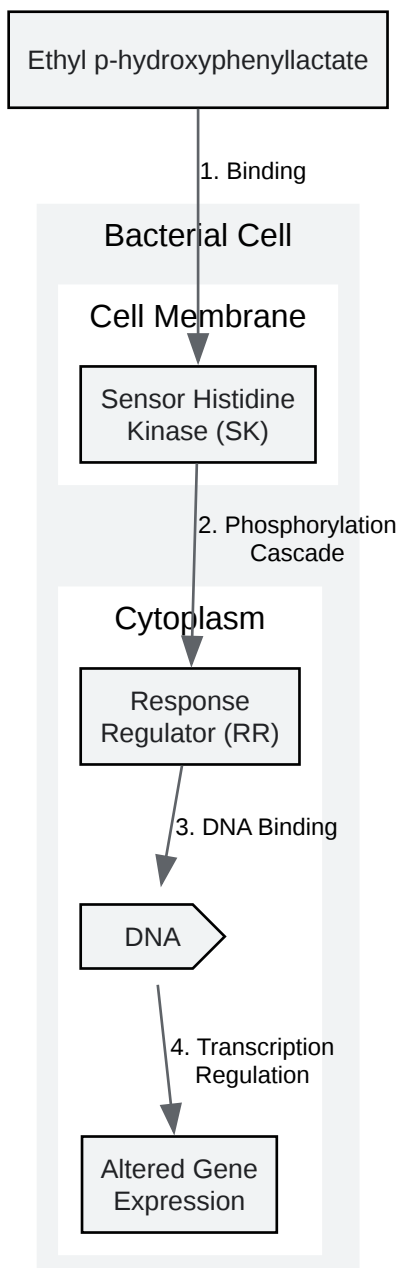 Ethyl p-hydroxyphenyllactate
1. Binding
Bacterial Cell
Cell Membrane
Sensor Histidine
Kinase (SK)
2. Phosphorylation
Cascade
Cytoplasm
Response
Regulator (RR)
3. DNA Binding
DNA
4. Transcription
Regulation
Altered Gene
Expression